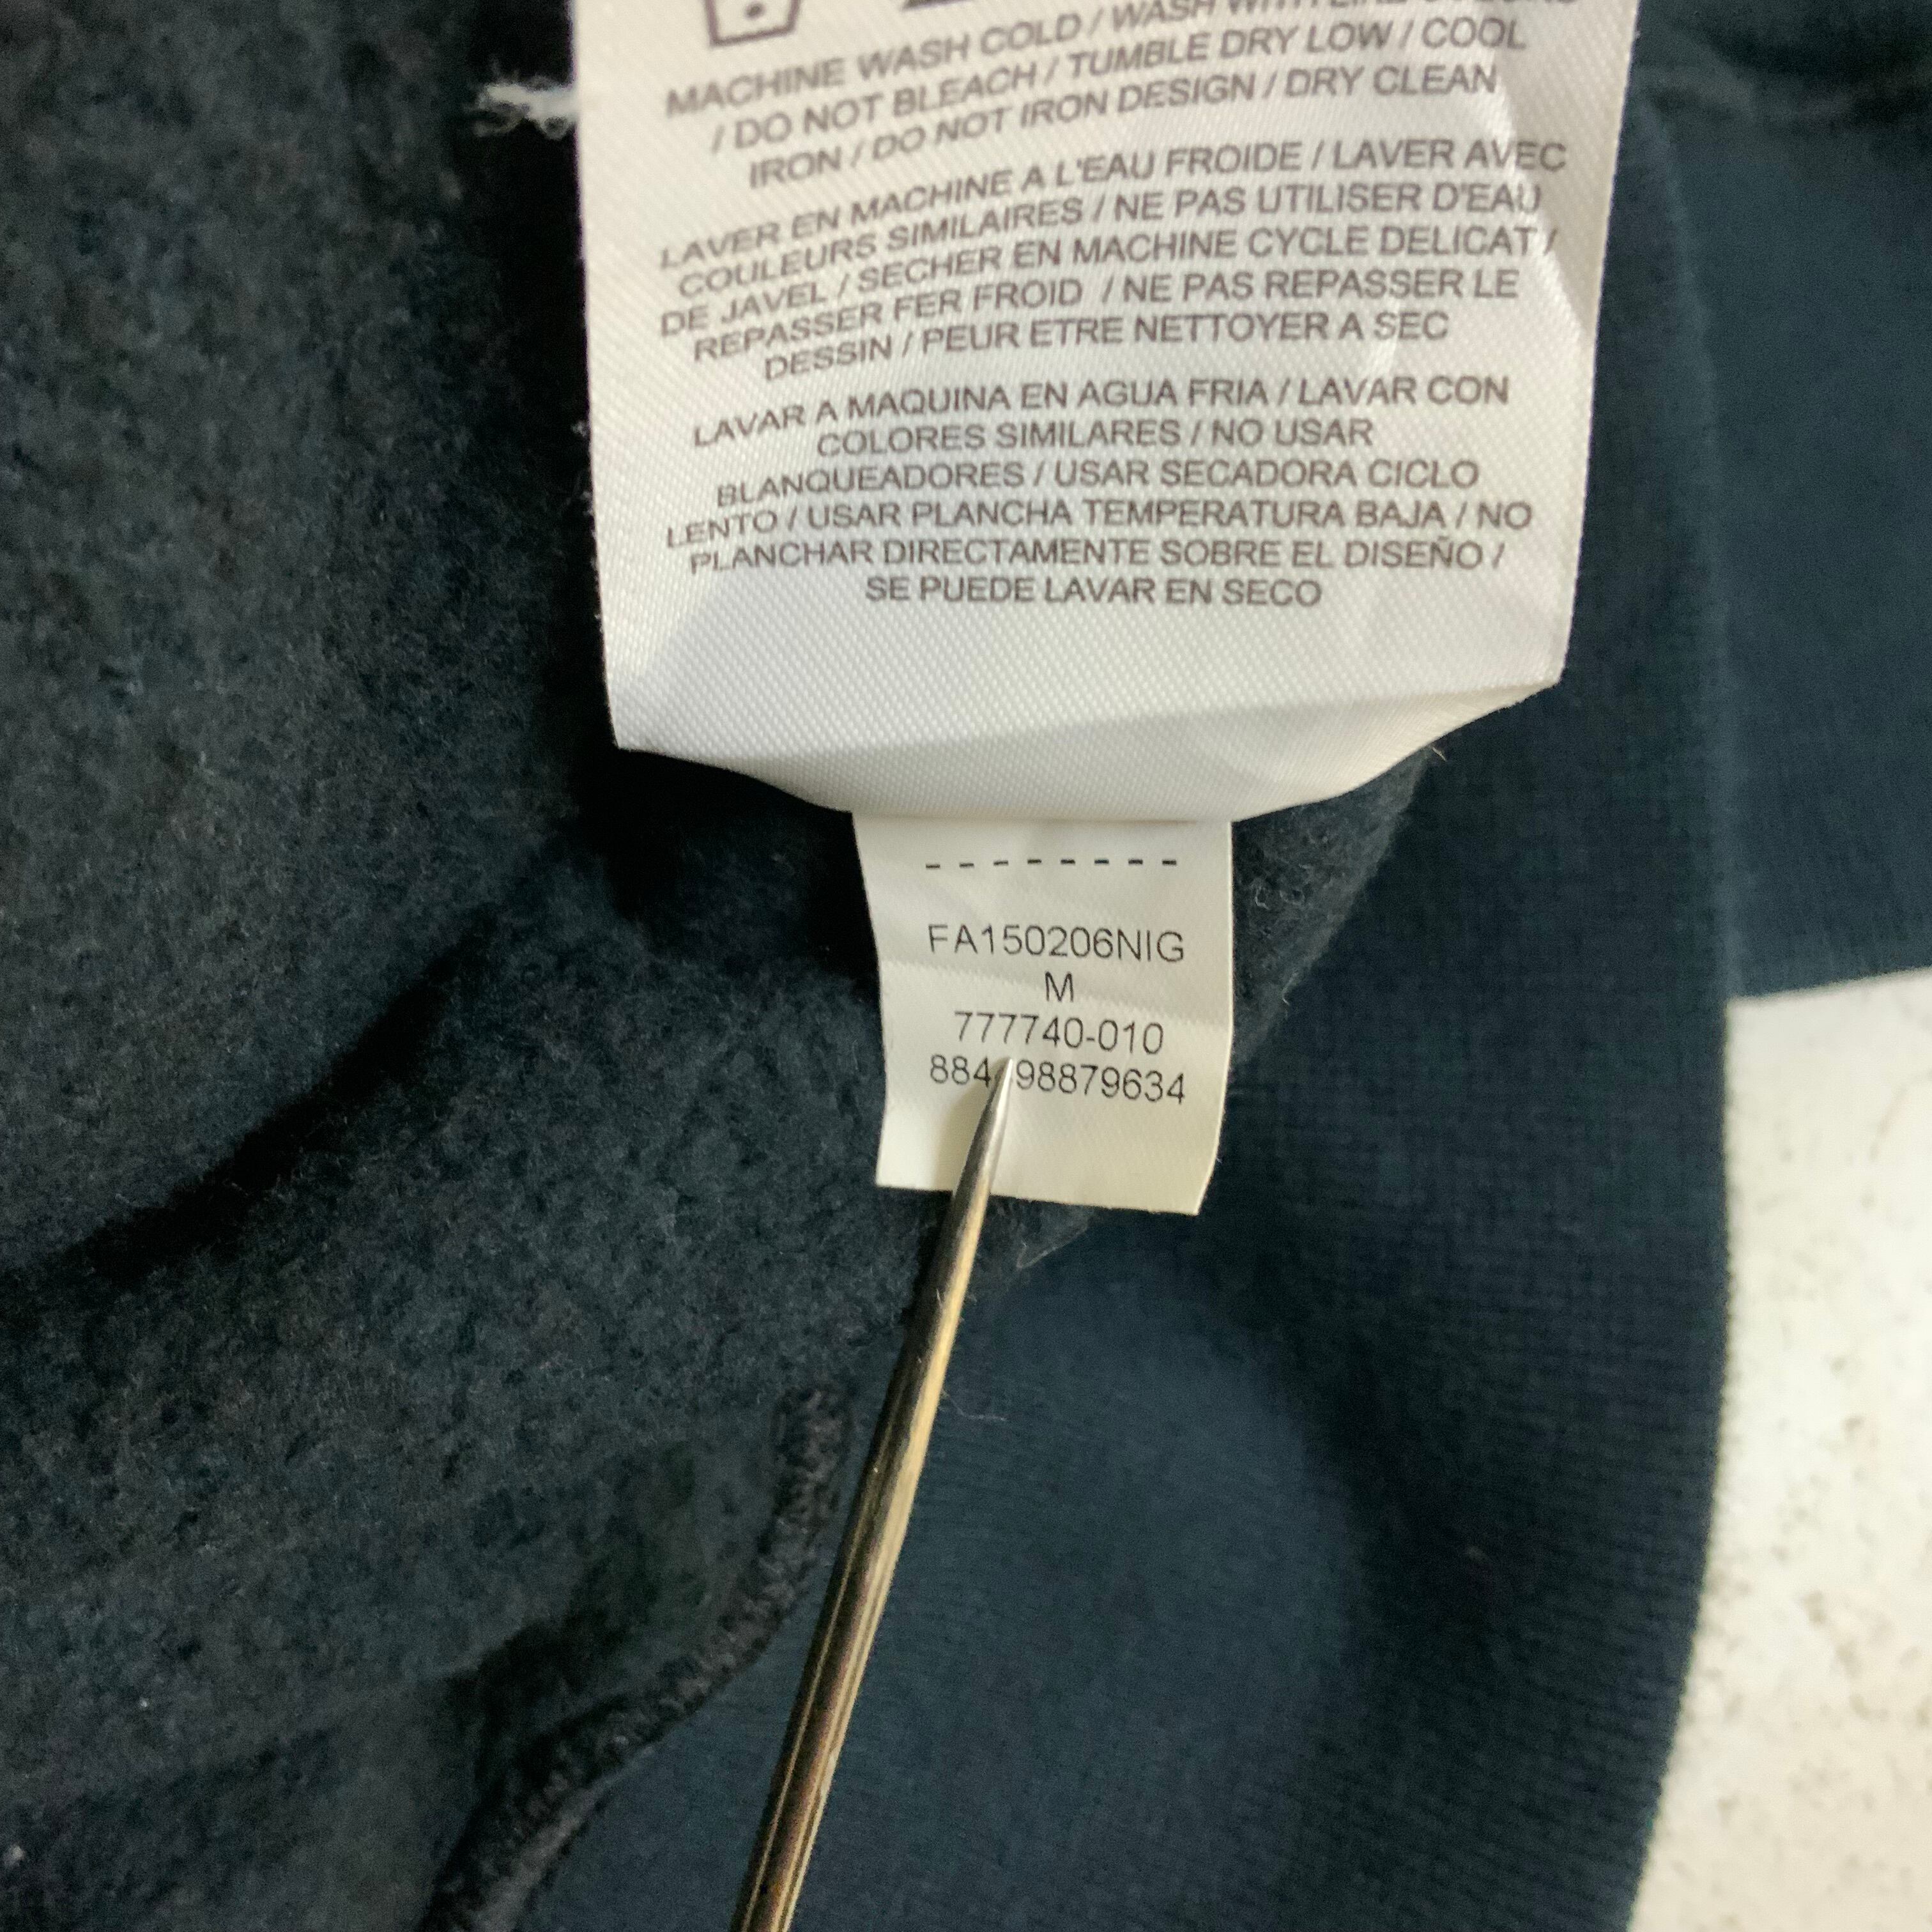 MACHINE WASH COLD / WASH WITH LIKE COLORS
/ DO NOT BLEACH / TUMBLE DRY LOW / COOL
IRON / DO NOT IRON DESIGN / DRY CLEAN
LAVER EN MACHINE A L'EAU FROIDE / LAVER AVEC
COULEURS SIMILAIRES / NE PAS UTILISER D'EAU
DE JAVEL / SECHER EN MACHINE CYCLE DELICAT /
REPASSER FER FROID / NE PAS REPASSER LE
DESSIN / PEUR ETRE NETTOYER A SEC
LAVAR A MAQUINA EN AGUA FRIA / LAVAR CON
COLORES SIMILARES / NO USAR
BLANQUEADORES / USAR SECADORA CICLO
LENTO / USAR PLANCHA TEMPERATURA BAJA / NO
PLANCHAR DIRECTAMENTE SOBRE EL DISEÑO /
SE PUEDE LAVAR EN SECO
--------
FA150206NIG
M
777740-010